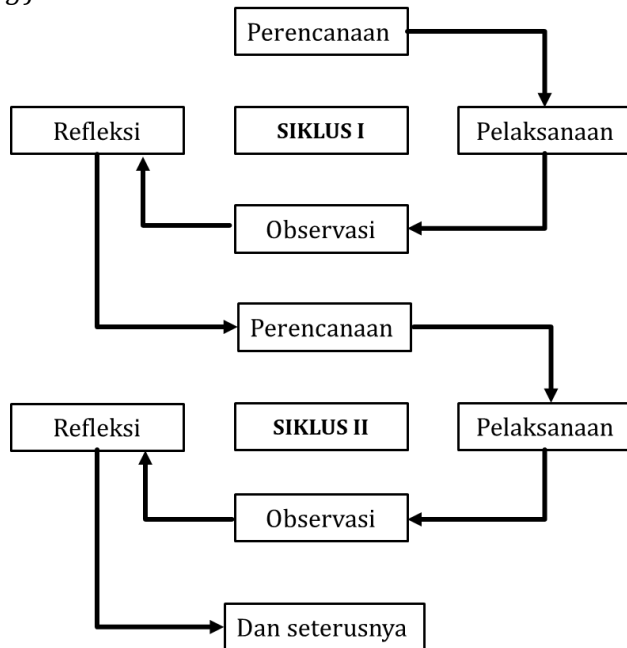 Perencanaan
Refleksi
SIKLUS I
Pelaksanaan
Observasi
Perencanaan
Refleksi
SIKLUS II
Pelaksanaan
Observasi
Dan seterusnya